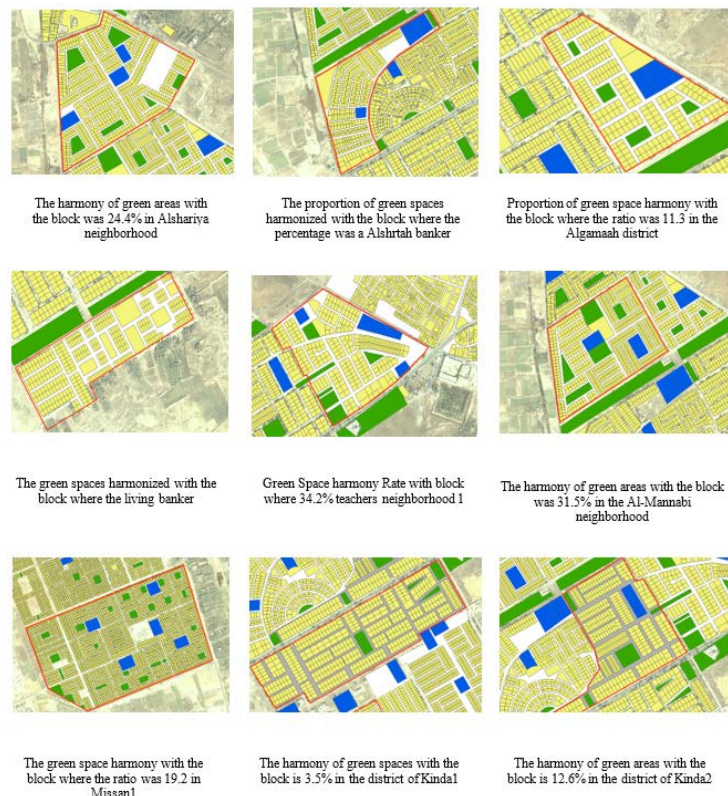 The harmony of green areas with
the block was 24.4% in Alshariya
neighborhood
The proportion of green spaces
harmonized with the block where the
percentage was a Alshrtah banker
Proportion of green space harmony with
the block where the ratio was 11.3 in the
Algamaah district
The green spaces harmonized with the
block where the living banker
Green Space harmony Rate with block
where 34.2% teachers neighborhood 1
The harmony of green areas with the block
was 31.5% in the Al-Mannabi
neighborhood
The green space harmony with the
block where the ratio was 19.2 in
Missan1
The harmony of green spaces with the
block is 3.5% in the district of Kinda1
The harmony of green areas with the
block is 12.6% in the district of Kinda2